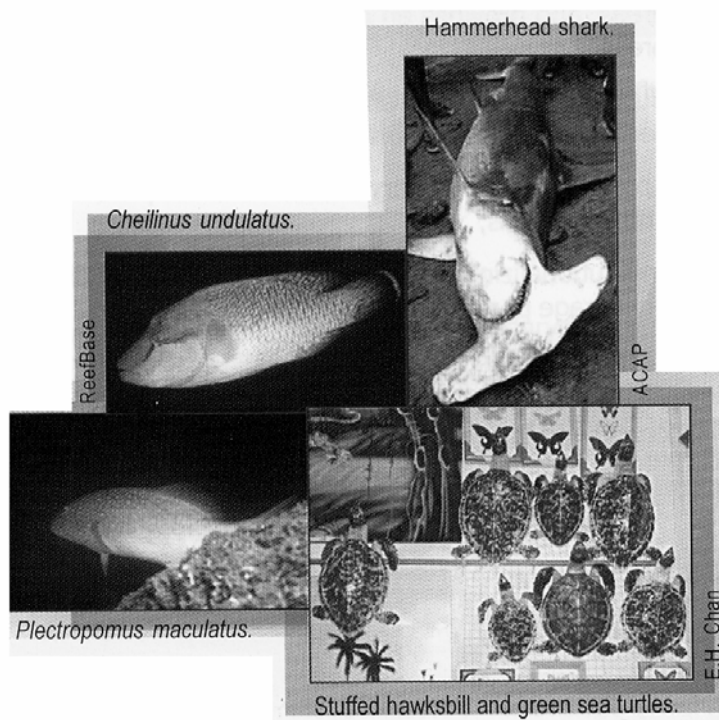 Hammerhead shark.
Cheilinus undulatus.
ReefBase
ACAP
Plectropomus maculatus.
E.H. Chan
Stuffed hawksbill and green sea turtles.